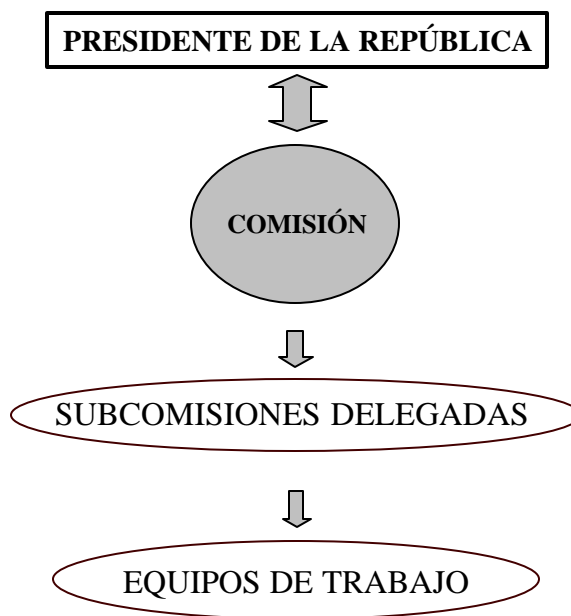 PRESIDENTE DE LA REPÚBLICA
COMISIÓN
SUBCOMISIONES DELEGADAS
EQUIPOS DE TRABAJO